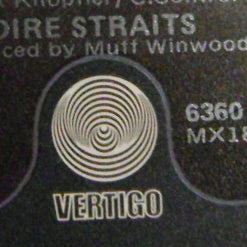 DIRE STRAITS
ced by Muff Winwood
6360
MX18
VERTIGO